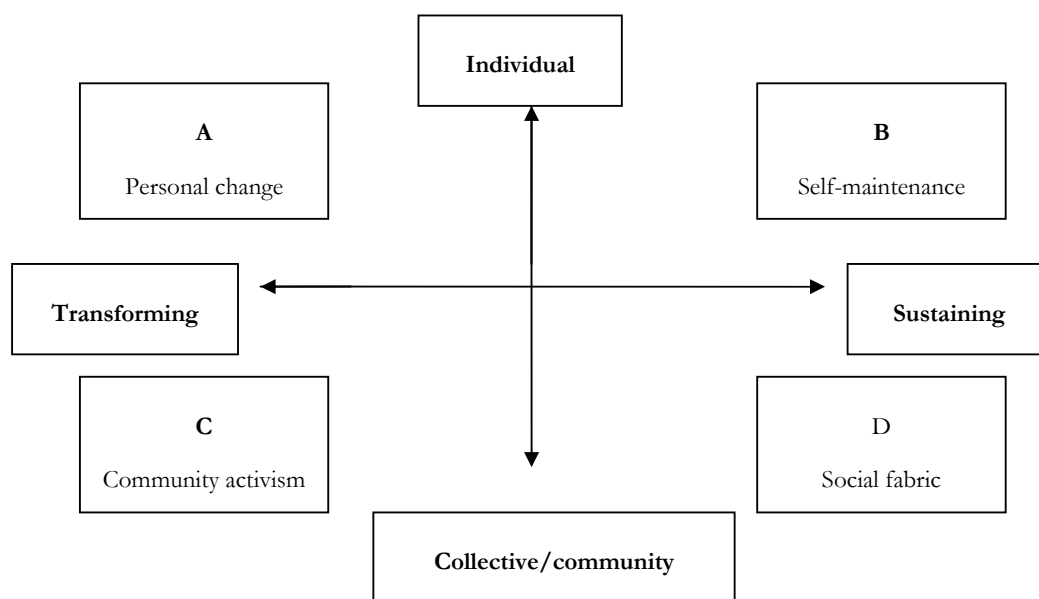 Individual
A
Personal change
B
Self-maintenance
Transforming
Sustaining
C
Community activism
D
Social fabric
Collective/community